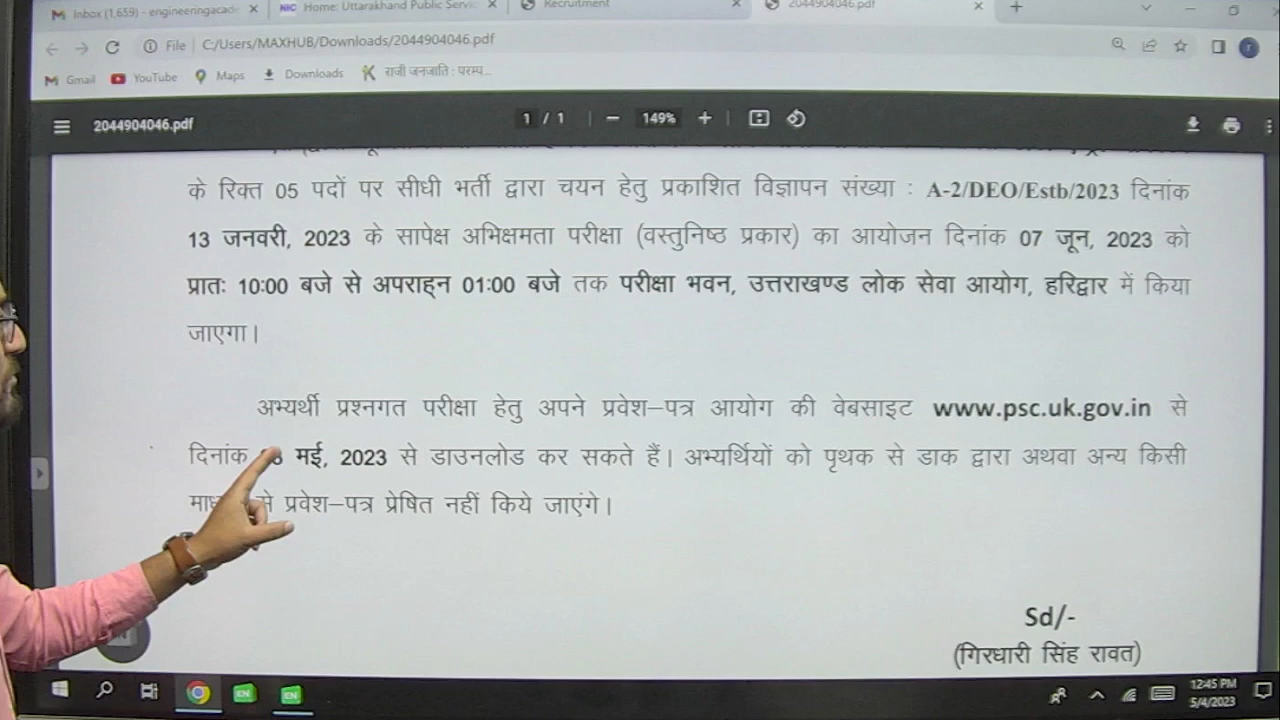 Inbox (1,659) - engineeringacad
NIC Home: Uttarakhand Public Servic
Recruitment
2044904046.pdf
File C:/Users/MAXHUB/Downloads/2044904046.pdf
Gmail YouTube Maps Downloads राजी जनजाति : परम्प...
2044904046.pdf 1 / 1 149%
के रिक्त 05 पदों पर सीधी भर्ती द्वारा चयन हेतु प्रकाशित विज्ञापन संख्या : A-2/DEO/Estb/2023 दिनांक
13 जनवरी, 2023 के सापेक्ष अभिक्षमता परीक्षा (वस्तुनिष्ठ प्रकार) का आयोजन दिनांक 07 जून, 2023 को
प्रातः 10:00 बजे से अपराह्न 01:00 बजे तक परीक्षा भवन, उत्तराखण्ड लोक सेवा आयोग, हरिद्वार में किया
जाएगा।
अभ्यर्थी प्रश्नगत परीक्षा हेतु अपने प्रवेश–पत्र आयोग की वेबसाइट www.psc.uk.gov.in से
दिनांक मई, 2023 से डाउनलोड कर सकते हैं। अभ्यर्थियों को पृथक से डाक द्वारा अथवा अन्य किसी
से प्रवेश–पत्र प्रेषित नहीं किये जाएंगे।
Sd/-
(गिरधारी सिंह रावत)
EN EN
12:45 PM
5/4/2023